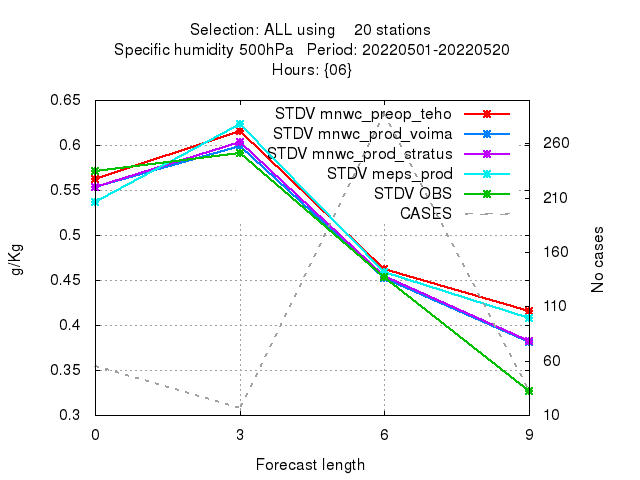 Selection: ALL using    20 stations
Specific humidity 500hPa   Period: 20220501-20220520
Hours: {06}
STDV mnwc_preop_teho
STDV mnwc_prod_voima
STDV mnwc_prod_stratus
STDV meps_prod
STDV OBS
CASES
0.65
0.6
0.55
0.5
0.45
0.4
0.35
0.3
g/Kg
260
210
160
110
60
10
No cases
0 3 6 9
Forecast length